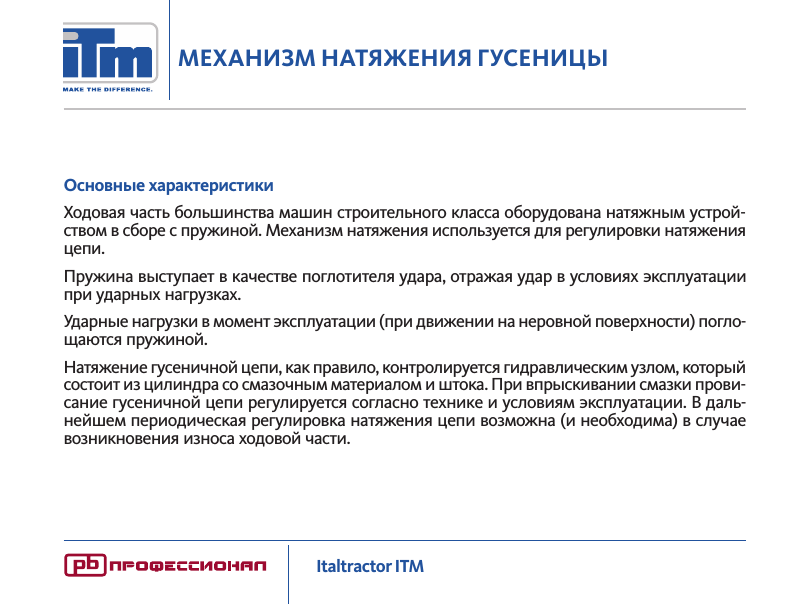 iTm
MAKE THE DIFFERENCE.
МЕХАНИЗМ НАТЯЖЕНИЯ ГУСЕНИЦЫ
Основные характеристики
Ходовая часть большинства машин строительного класса оборудована натяжным устрой-
ством в сборе с пружиной. Механизм натяжения используется для регулировки натяжения
цепи.
Пружина выступает в качестве поглотителя удара, отражая удар в условиях эксплуатации
при ударных нагрузках.
Ударные нагрузки в момент эксплуатации (при движении на неровной поверхности) погло-
щаются пружиной.
Натяжение гусеничной цепи, как правило, контролируется гидравлическим узлом, который
состоит из цилиндра со смазочным материалом и штока. При впрыскивании смазки прови-
сание гусеничной цепи регулируется согласно технике и условиям эксплуатации. В даль-
нейшем периодическая регулировка натяжения цепи возможна (и необходима) в случае
возникновения износа ходовой части.
pb ПРОФЕССИОНАЛ
Italtractor ITM